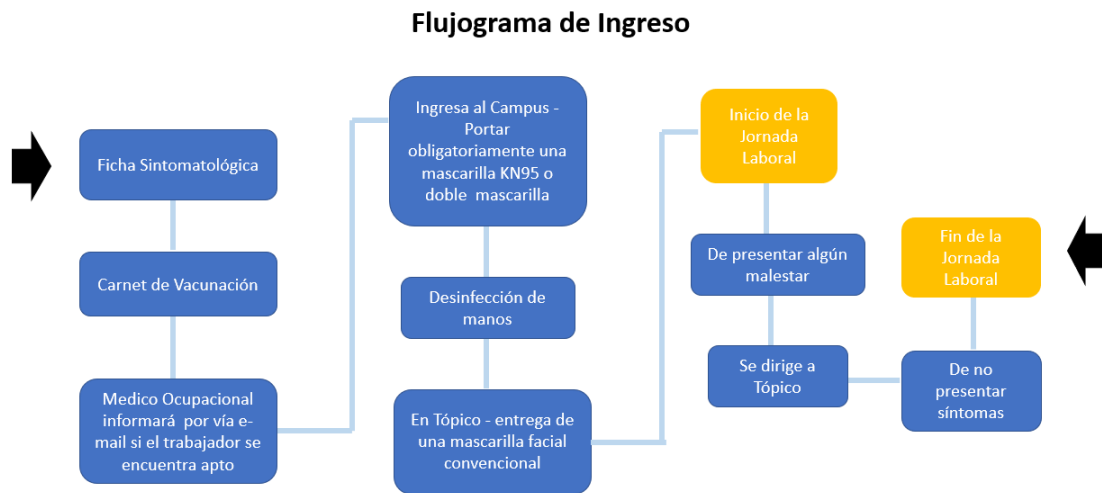 Flujograma de Ingreso
Ficha Sintomatológica
Carnet de Vacunación
Medico Ocupacional
informará por vía e-
mail si el trabajador se
encuentra apto
Ingresa al Campus -
Portar
obligatoriamente una
mascarilla KN95 o
doble mascarilla
Desinfección de
manos
En Tópico - entrega de
una mascarilla facial
convencional
Inicio de la
Jornada
Laboral
De presentar algún
malestar
Se dirige a
Tópico
De no
presentar
síntomas
Fin de la
Jornada
Laboral